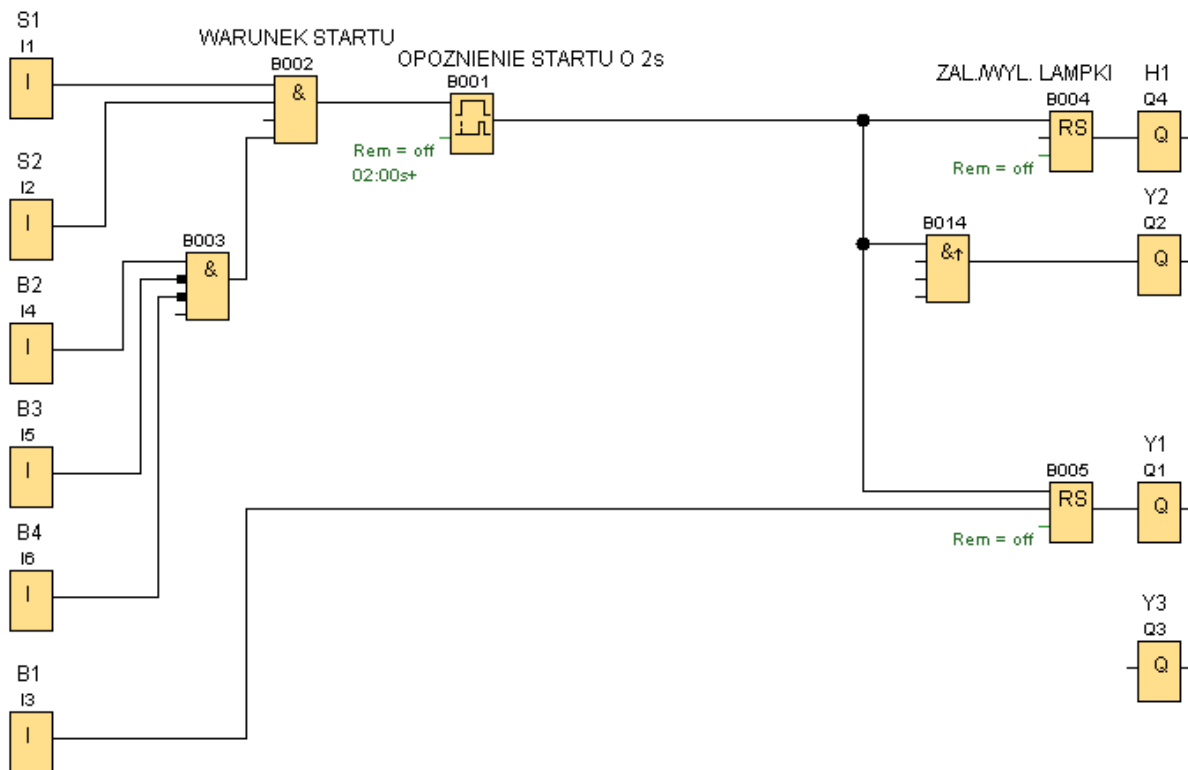 S1
I1
I
WARUNEK STARTU
B002
&
OPOZNIENIE STARTU O 2s
B001
Rem = off
02:00s+
ZAL./WYL. LAMPKI
B004
RS
Rem = off
H1
Q4
Q
S2
I2
I
B003
&
B014
&↑
Y2
Q2
Q
B2
I4
I
B3
I5
I
B005
RS
Rem = off
Y1
Q1
Q
B4
I6
I
Y3
Q3
Q
B1
I3
I